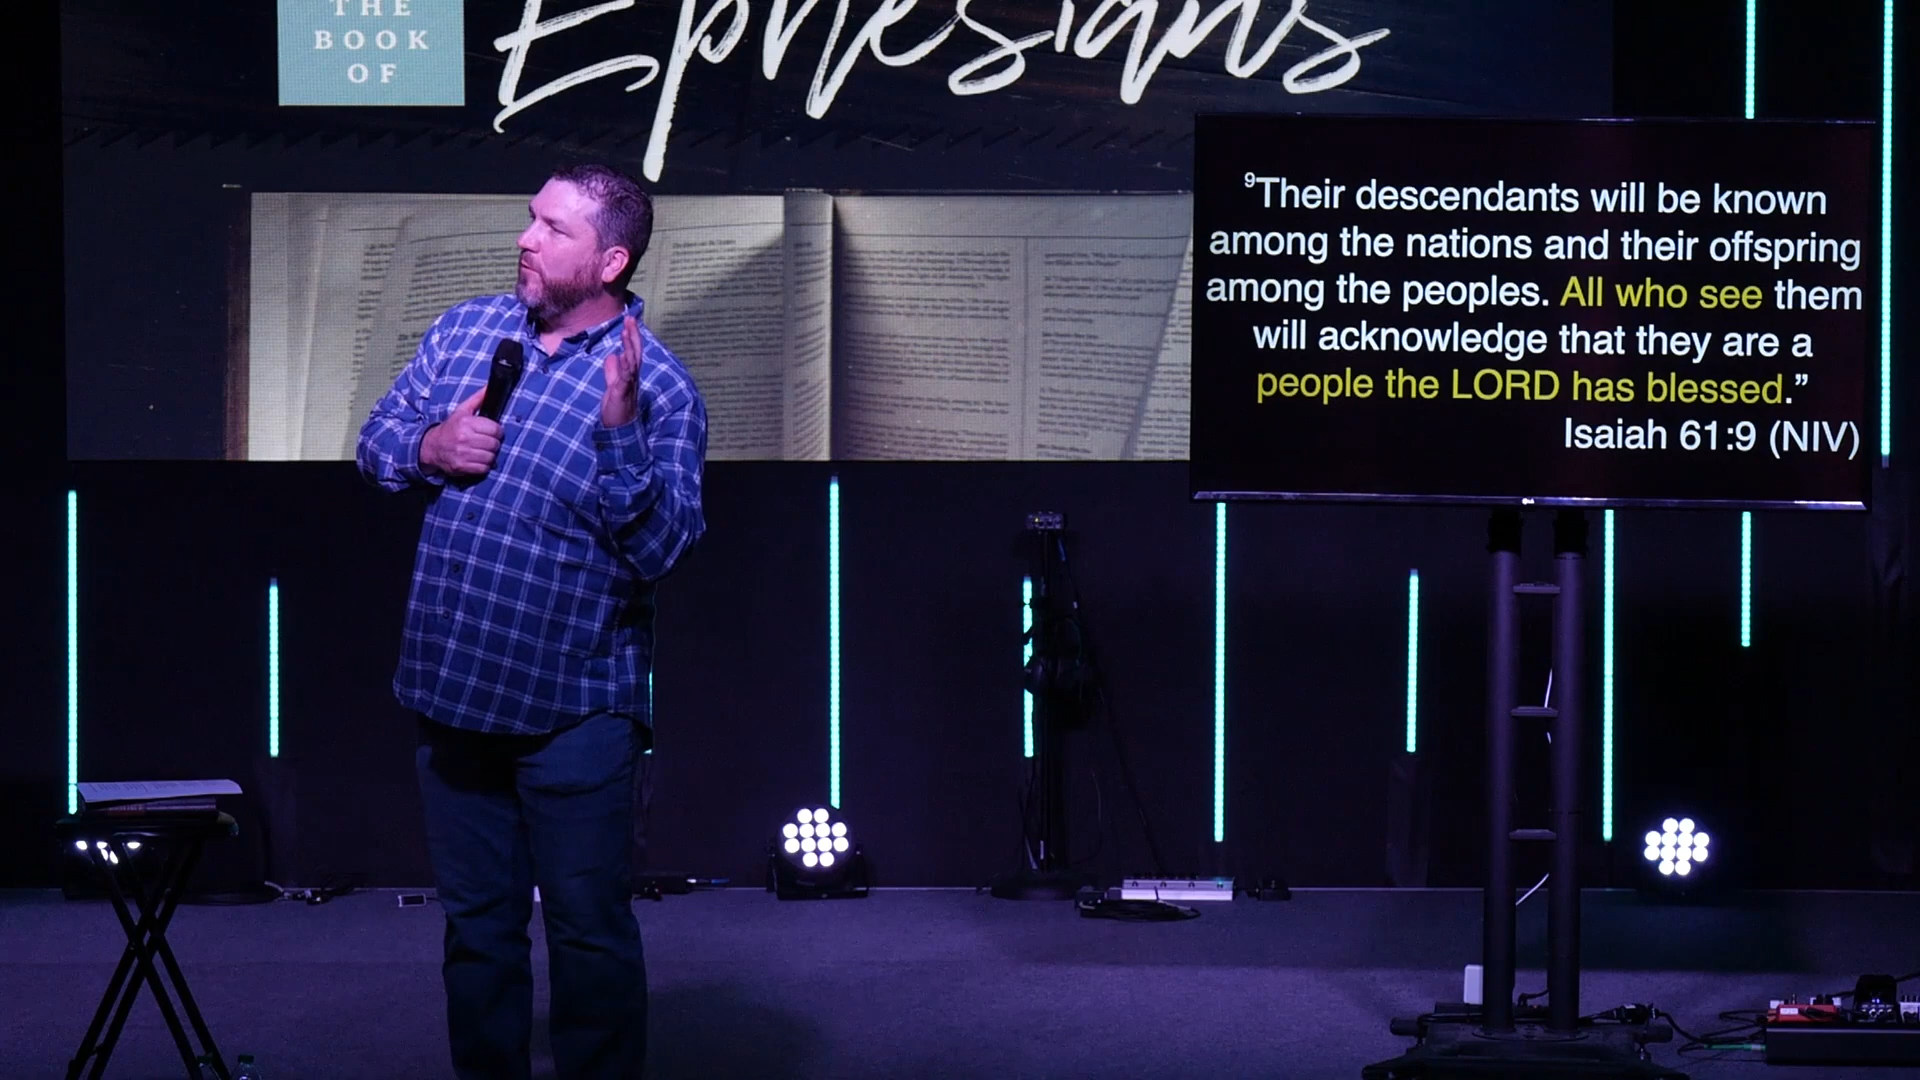 THE
BOOK
OF
Ephesians
⁹Their descendants will be known
among the nations and their offspring
among the peoples. All who see them
will acknowledge that they are a
people the LORD has blessed.”
Isaiah 61:9 (NIV)